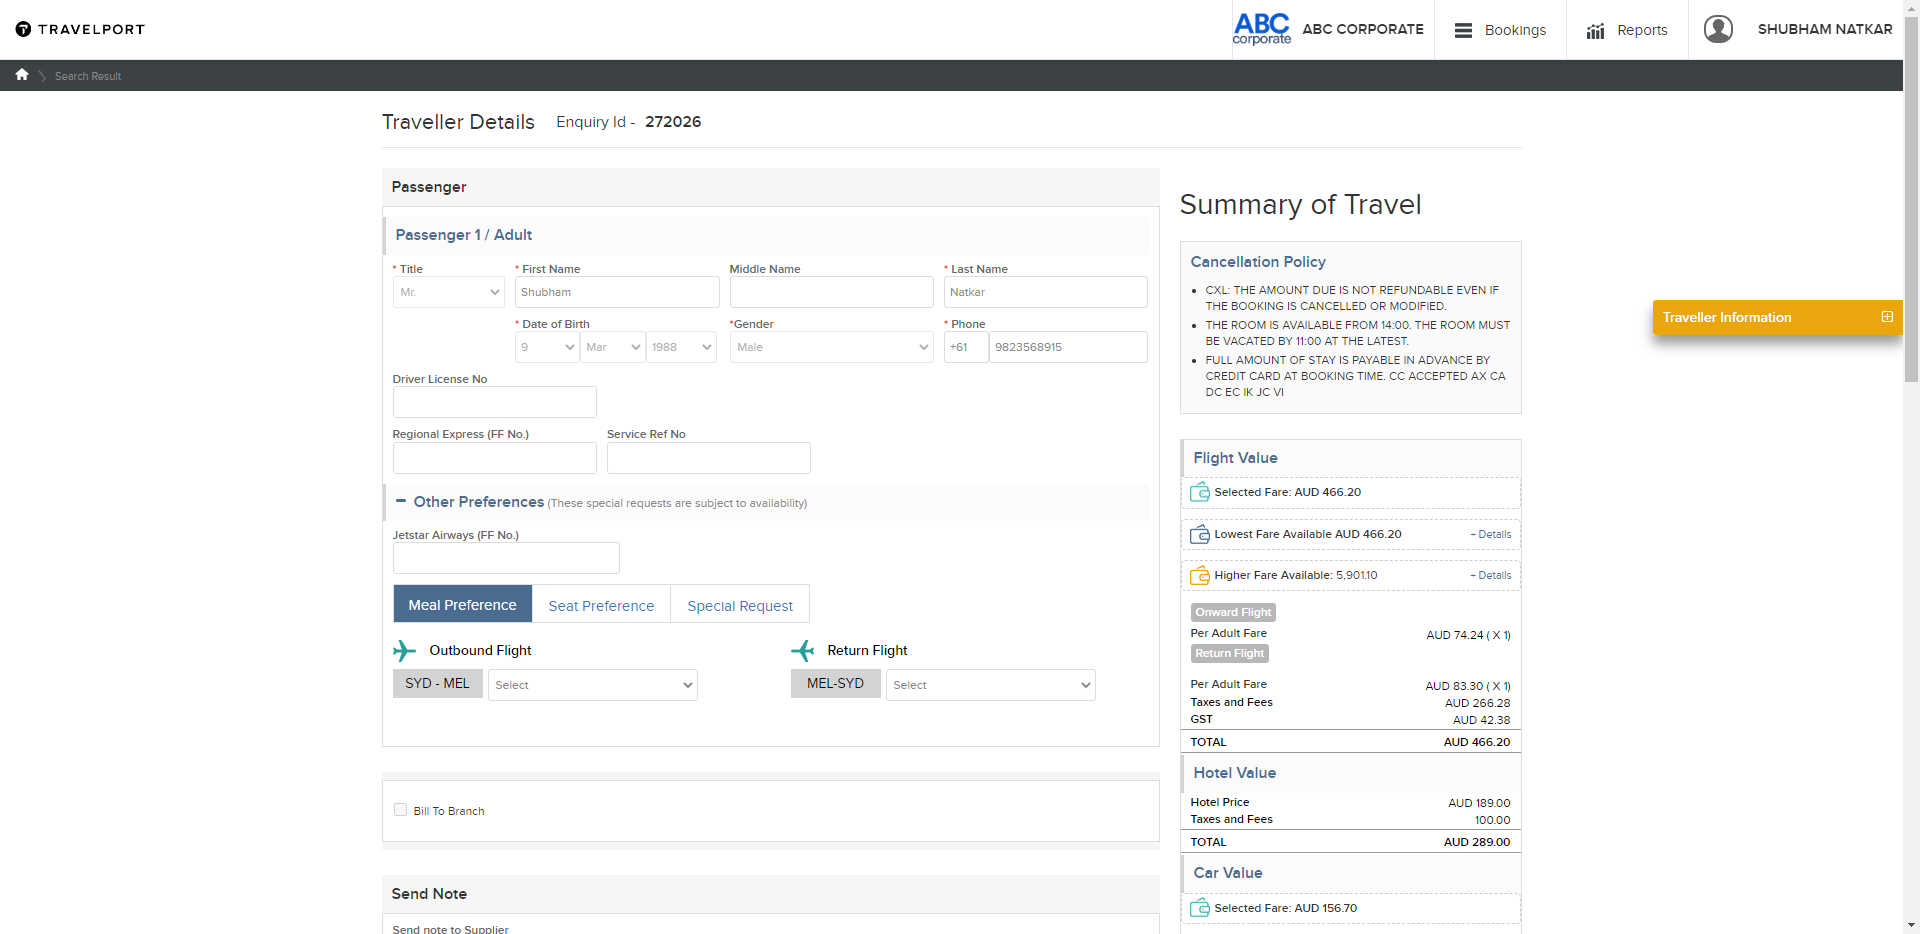 TRAVELPORT
ABC corporate
ABC CORPORATE
Bookings
Reports
SHUBHAM NATKAR
Search Result
Traveller Details
Enquiry Id - 272026
Passenger
Passenger 1 / Adult
* Title
* First Name
Middle Name
* Last Name
Mr.
Shubham
Natkar
* Date of Birth
*Gender
* Phone
9
Mar
1988
Male
+61
9823568915
Driver License No
Regional Express (FF No.)
Service Ref No
Other Preferences (These special requests are subject to availability)
Jetstar Airways (FF No.)
Meal Preference
Seat Preference
Special Request
Outbound Flight
Return Flight
SYD - MEL
Select
MEL-SYD
Select
Bill To Branch
Send Note
Send note to Supplier
Summary of Travel
Cancellation Policy
• CXL: THE AMOUNT DUE IS NOT REFUNDABLE EVEN IF
THE BOOKING IS CANCELLED OR MODIFIED.
• THE ROOM IS AVAILABLE FROM 14:00. THE ROOM MUST
BE VACATED BY 11:00 AT THE LATEST.
• FULL AMOUNT OF STAY IS PAYABLE IN ADVANCE BY
CREDIT CARD AT BOOKING TIME. CC ACCEPTED AX CA
DC EC IK JC VI
Flight Value
Selected Fare: AUD 466.20
Lowest Fare Available AUD 466.20 + Details
Higher Fare Available: 5,901.10 + Details
Onward Flight
Per Adult Fare AUD 74.24 ( X 1)
Return Flight
Per Adult Fare AUD 83.30 ( X 1)
Taxes and Fees AUD 266.28
GST AUD 42.38
TOTAL AUD 466.20
Hotel Value
Hotel Price AUD 189.00
Taxes and Fees 100.00
TOTAL AUD 289.00
Car Value
Selected Fare: AUD 156.70
Traveller Information